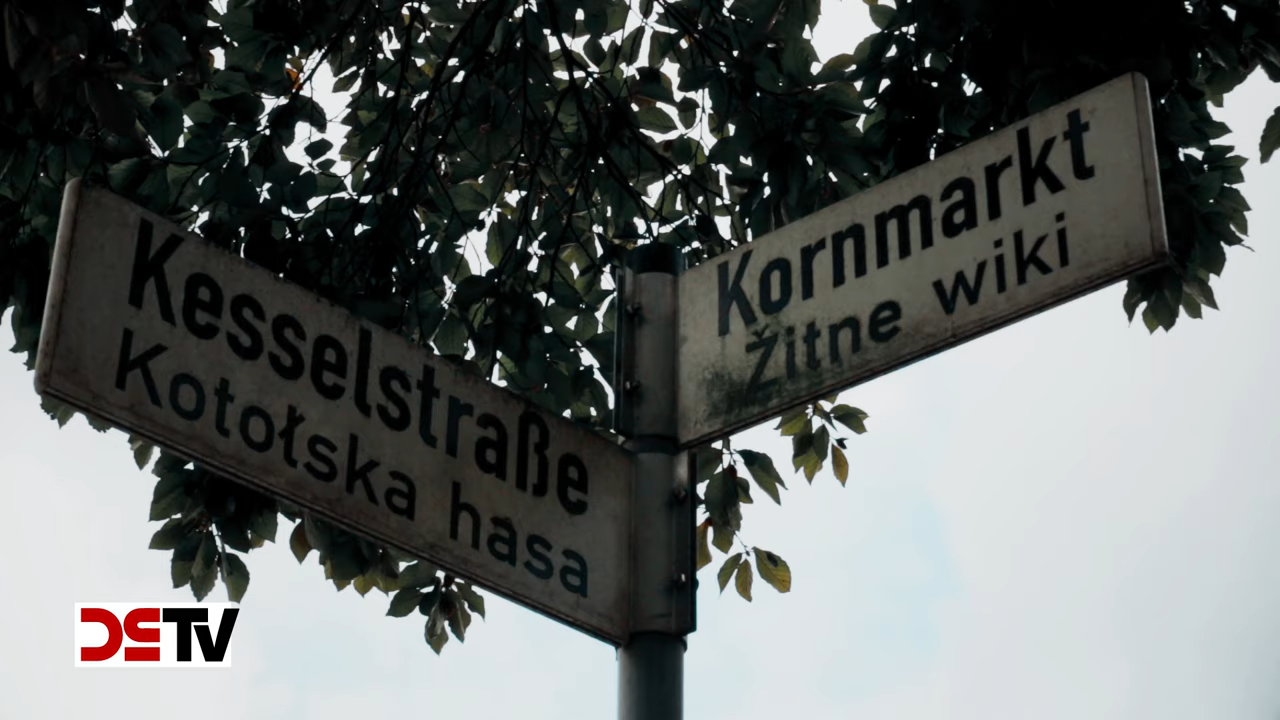 Kesselstraße
Kotołska hasa
Kornmarkt
Žitne wiki
DSTV